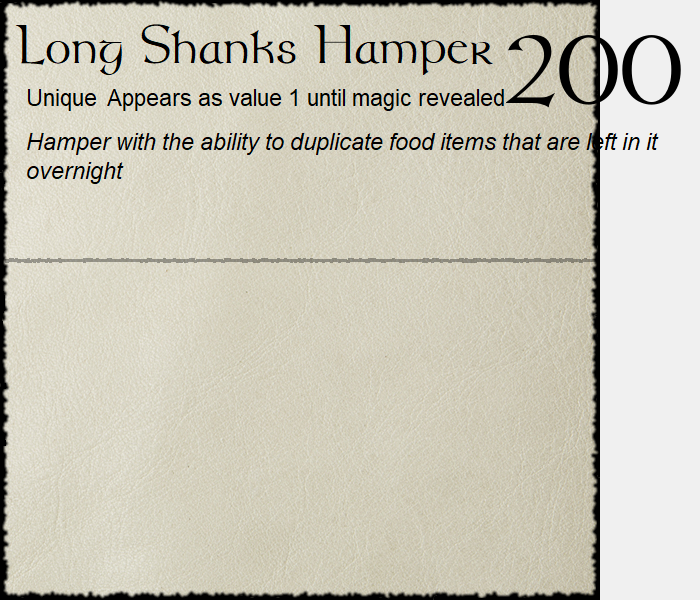 Long Shanks Hamper 200
Unique Appears as value 1 until magic revealed
Hamper with the ability to duplicate food items that are left in it
overnight